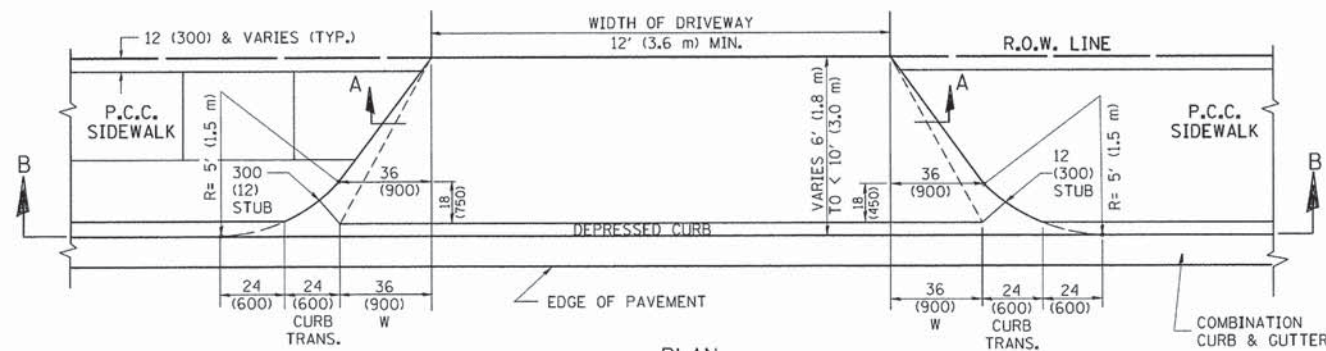 12 (300) & VARIES (TYP.)
WIDTH OF DRIVEWAY
12' (3.6 m) MIN.
R.O.W. LINE
A
A
P.C.C.
SIDEWALK
R= 5' (1.5 m)
VARIES 6' (1.8 m)
TO < 10' (3.0 m)
P.C.C.
SIDEWALK
R= 5' (1.5 m)
B
B
300
(12)
STUB
36
(900)
18
(750)
36
(900)
18
(450)
12
(300)
STUB
DEPRESSED CURB
24
(600)
24
(600)
CURB
TRANS.
36
(900)
W
EDGE OF PAVEMENT
36
(900)
W
24
(600)
CURB
TRANS.
24
(600)
COMBINATION
CURB & GUTTER